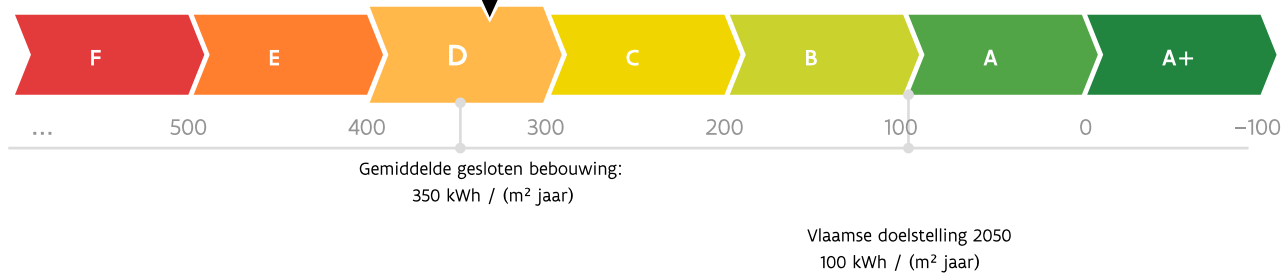 F E D C B A A+
... 500 400 300 200 100 0 −100
Gemiddelde gesloten bebouwing:
350 kWh / (m² jaar)
Vlaamse doelstelling 2050
100 kWh / (m² jaar)